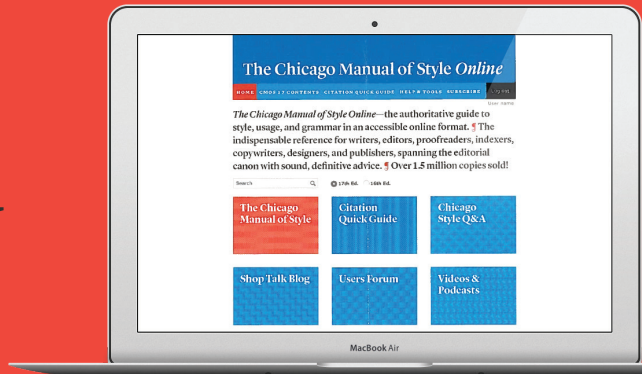 The Chicago Manual of Style Online
HOME CMOS 17 CONTENTS CITATION QUICK GUIDE HELP & TOOLS SUBSCRIBE
User name
The Chicago Manual of Style Online—the authoritative guide to
style, usage, and grammar in an accessible online format. ¶ The
indispensable reference for writers, editors, proofreaders, indexers,
copywriters, designers, and publishers, spanning the editorial
canon with sound, definitive advice. ¶ Over 1.5 million copies sold!
Search 17th Ed. 16th Ed.
The Chicago
Manual of Style
Citation
Quick Guide
Chicago
Style Q&A
Shop Talk Blog
Users Forum
Videos &
Podcasts
MacBook Air